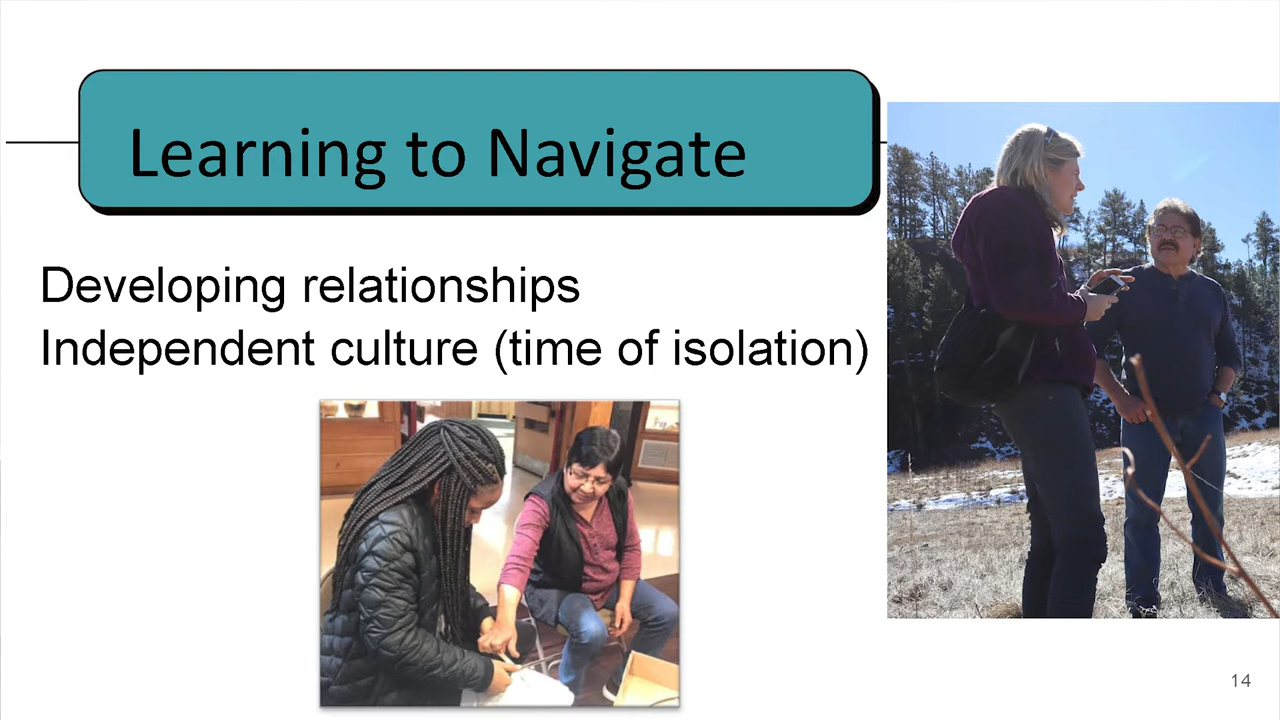 Learning to Navigate
Developing relationships
Independent culture (time of isolation)
14